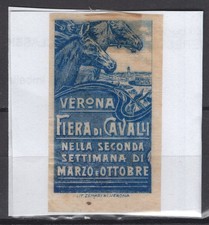 VERONA
FIERA DI CAVALLI
NELLA SECONDA
SETTIMANA DI
MARZO E OTTOBRE